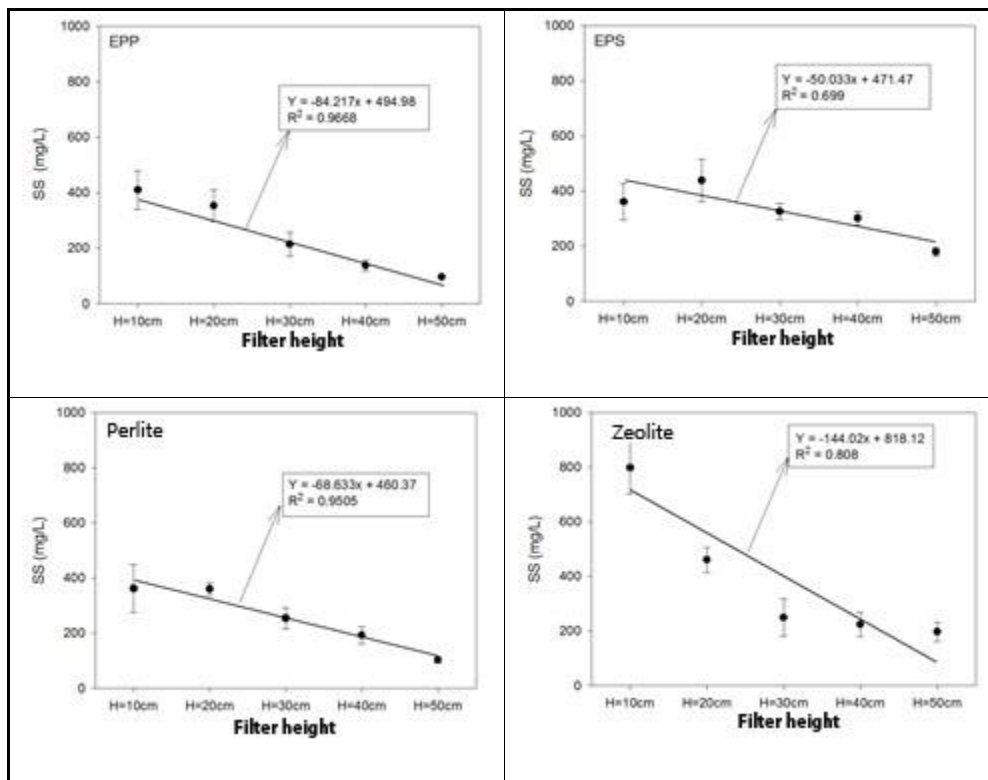 EPP
Y = -84.217x + 494.98
R² = 0.9668
SS (mg/L)
1000
800
600
400
200
0
H=10cm H=20cm H=30cm H=40cm H=50cm
Filter height
EPS
Y = -50.033x + 471.47
R² = 0.699
SS (mg/L)
1000
800
600
400
200
0
H=10cm H=20cm H=30cm H=40cm H=50cm
Filter height
Perlite
Y = -68.633x + 460.37
R² = 0.9505
SS (mg/L)
1000
800
600
400
200
0
H=10cm H=20cm H=30cm H=40cm H=50cm
Filter height
Zeolite
Y = -144.02x + 818.12
R² = 0.808
SS (mg/L)
1000
800
600
400
200
0
H=10cm H=20cm H=30cm H=40cm H=50cm
Filter height